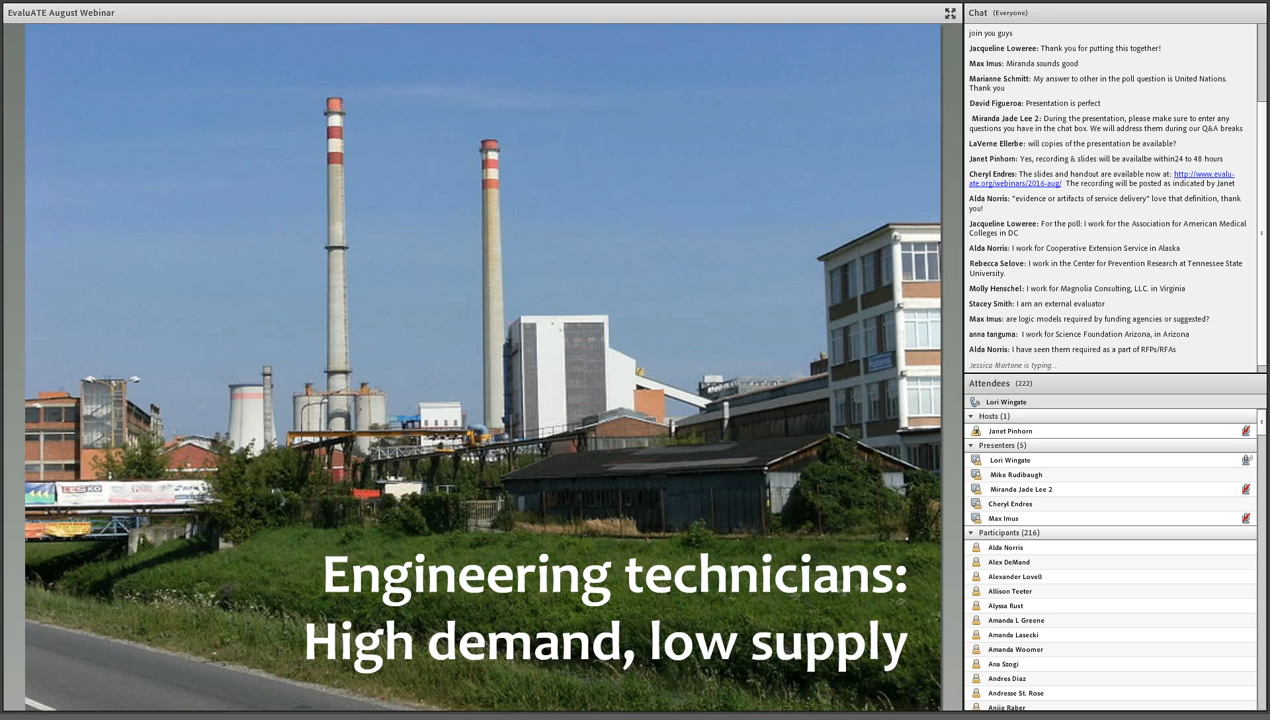 EvaluATE August Webinar
TESCO
Engineering technicians:
High demand, low supply
Chat (Everyone)
join you guys
Jacqueline Loweree: Thank you for putting this together!
Max Imus: Miranda sounds good
Marianne Schmitt: My answer to other in the poll question is United Nations.
Thank you
David Figueroa: Presentation is perfect
Miranda Jade Lee 2: During the presentation, please make sure to enter any
questions you have in the chat box. We will address them during our Q&A breaks
LaVerne Ellerbe: will copies of the presentation be available?
Janet Pinhorn: Yes, recording & slides will be availalbe within24 to 48 hours
Cheryl Endres: The slides and handout are available now at: http://www.evalu-
ate.org/webinars/2016-aug/ The recording will be posted as indicated by Janet
Alda Norris: "evidence or artifacts of service delivery" love that definition, thank
you!
Jacqueline Loweree: For the poll: I work for the Association for American Medical
Colleges in DC
Alda Norris: I work for Cooperative Extension Service in Alaska
Rebecca Selove: I work in the Center for Prevention Research at Tennessee State
University.
Molly Henschel: I work for Magnolia Consulting, LLC. in Virginia
Stacey Smith: I am an external evaluator
Max Imus: are logic models required by funding agencies or suggested?
anna tanguma: I work for Science Foundation Arizona, in Arizona
Alda Norris: I have seen them required as a part of RFPs/RFAs
Jessica Martone is typing...
Attendees (222)
Lori Wingate
Hosts (1)
Janet Pinhorn
Presenters (5)
Lori Wingate
Mike Rudibaugh
Miranda Jade Lee 2
Cheryl Endres
Max Imus
Participants (216)
Alda Norris
Alex DeMand
Alexander Lovell
Allison Teeter
Alyssa Rust
Amanda L Greene
Amanda Lasecki
Amanda Woomer
Ana Szogi
Andres Diaz
Andresse St. Rose
Angie Raber